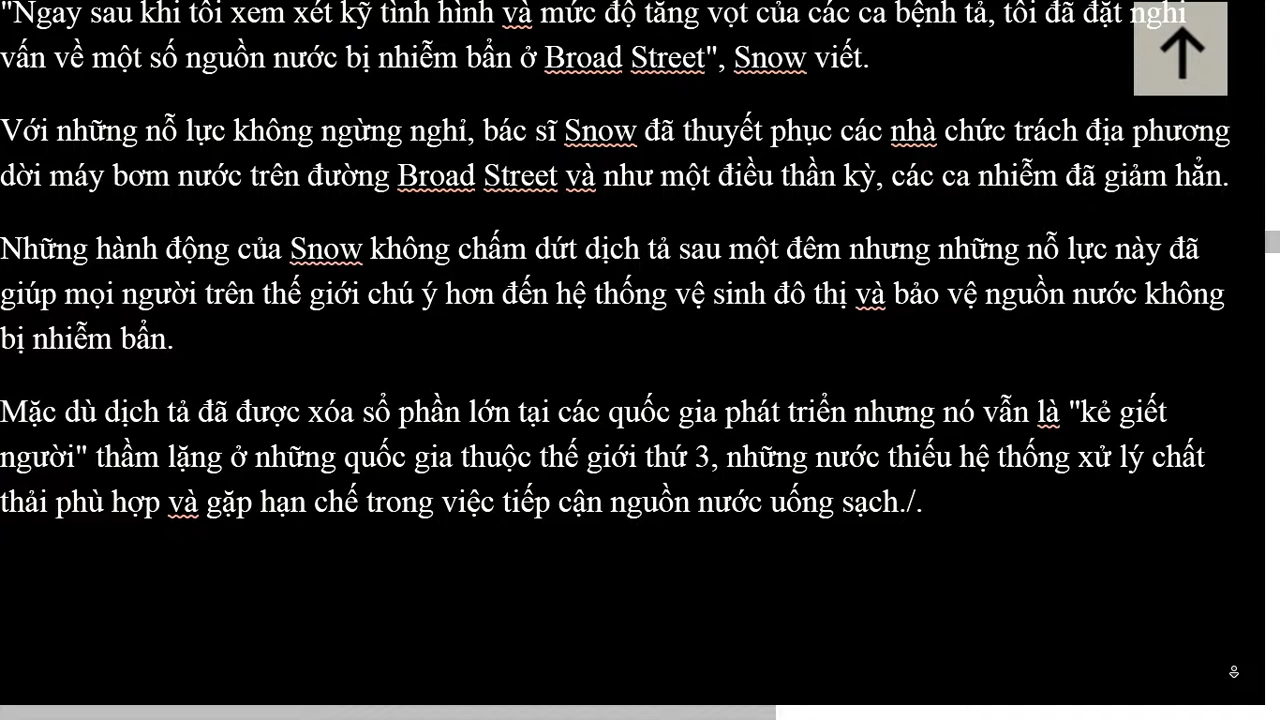 "Ngay sau khi tôi xem xét kỹ tình hình và mức độ tăng vọt của các ca bệnh tả, tôi đã đặt nghi
vấn về một số nguồn nước bị nhiễm bẩn ở Broad Street", Snow viết.
Với những nỗ lực không ngừng nghỉ, bác sĩ Snow đã thuyết phục các nhà chức trách địa phương
dời máy bơm nước trên đường Broad Street và như một điều thần kỳ, các ca nhiễm đã giảm hẳn.
Những hành động của Snow không chấm dứt dịch tả sau một đêm nhưng những nỗ lực này đã
giúp mọi người trên thế giới chú ý hơn đến hệ thống vệ sinh đô thị và bảo vệ nguồn nước không
bị nhiễm bẩn.
Mặc dù dịch tả đã được xóa sổ phần lớn tại các quốc gia phát triển nhưng nó vẫn là "kẻ giết
người" thầm lặng ở những quốc gia thuộc thế giới thứ 3, những nước thiếu hệ thống xử lý chất
thải phù hợp và gặp hạn chế trong việc tiếp cận nguồn nước uống sạch./.